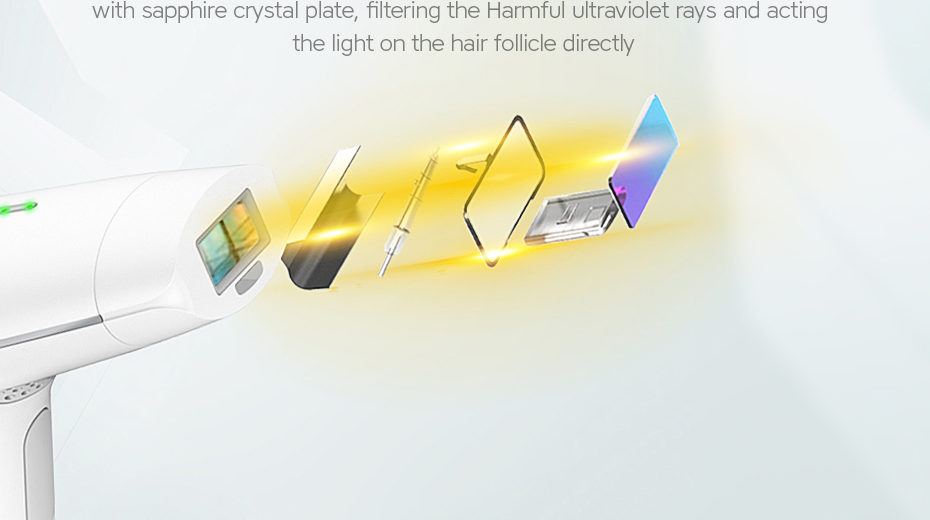 with sapphire crystal plate, filtering the Harmful ultraviolet rays and acting
the light on the hair follicle directly